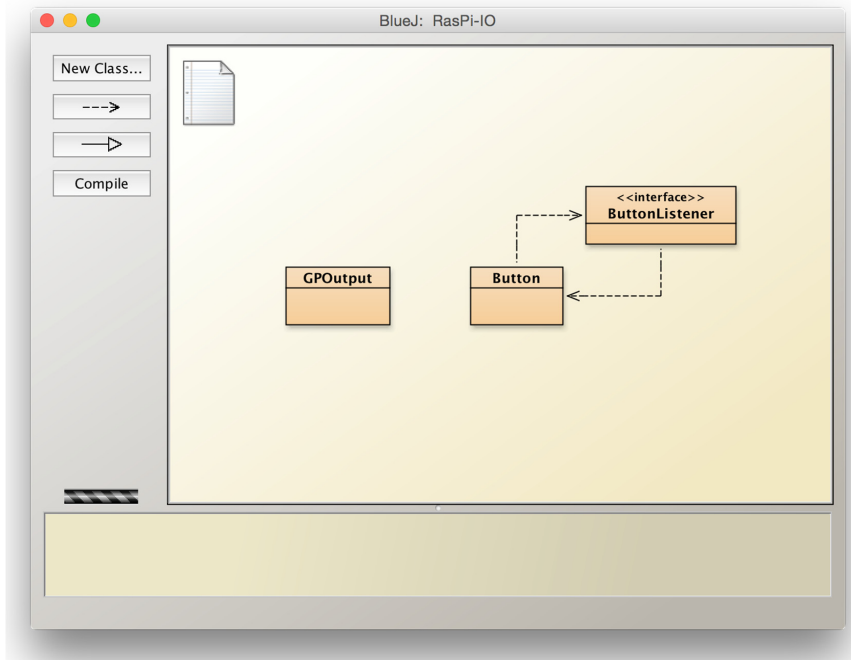 BlueJ: RasPi-IO
New Class...
Compile
<<interface>>
ButtonListener
GPOutput
Button